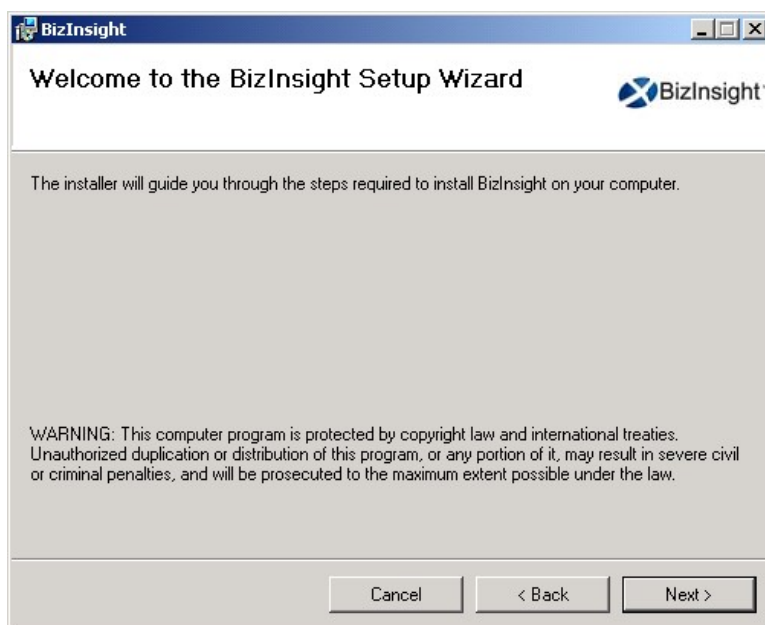 BizInsight
Welcome to the BizInsight Setup Wizard
BizInsight
The installer will guide you through the steps required to install BizInsight on your computer.
WARNING: This computer program is protected by copyright law and international treaties.
Unauthorized duplication or distribution of this program, or any portion of it, may result in severe civil
or criminal penalties, and will be prosecuted to the maximum extent possible under the law.
Cancel
< Back
Next >